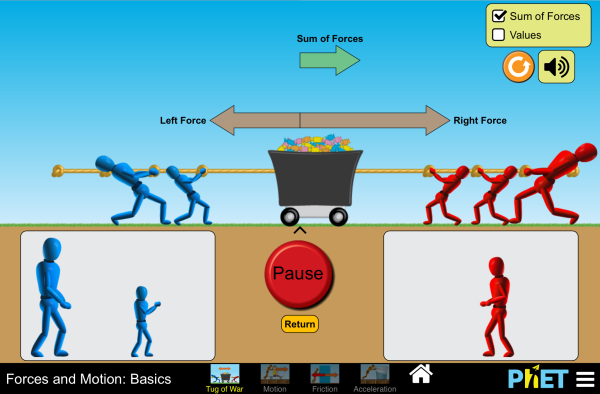 Sum of Forces
Values
Sum of Forces
Left Force
Right Force
Pause
Return
Forces and Motion: Basics
Tug of War
Motion
Friction
Acceleration
PhET